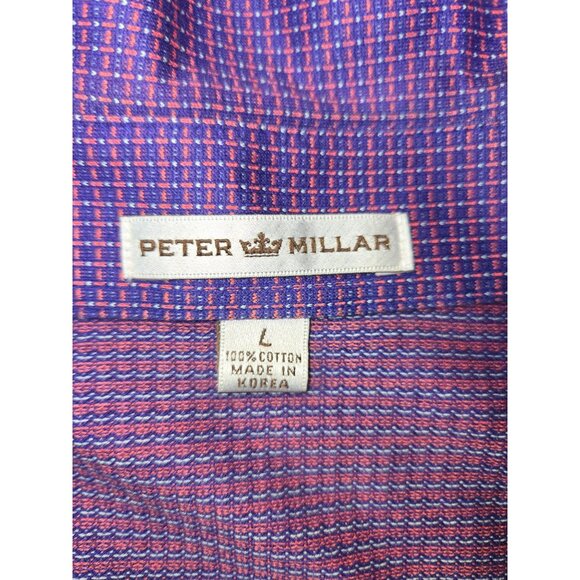 PETER MILLAR
L
100% COTTON
MADE IN
KOREA